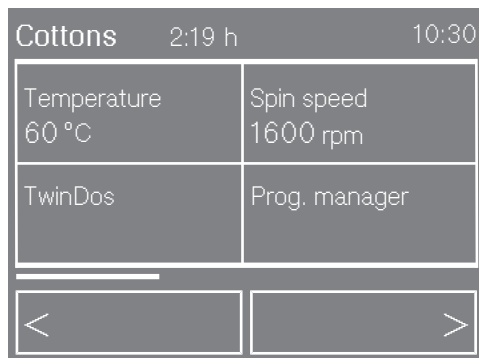 Cottons 2:19 h 10:30
Temperature
60 °C
Spin speed
1600 rpm
TwinDos
Prog. manager
< >